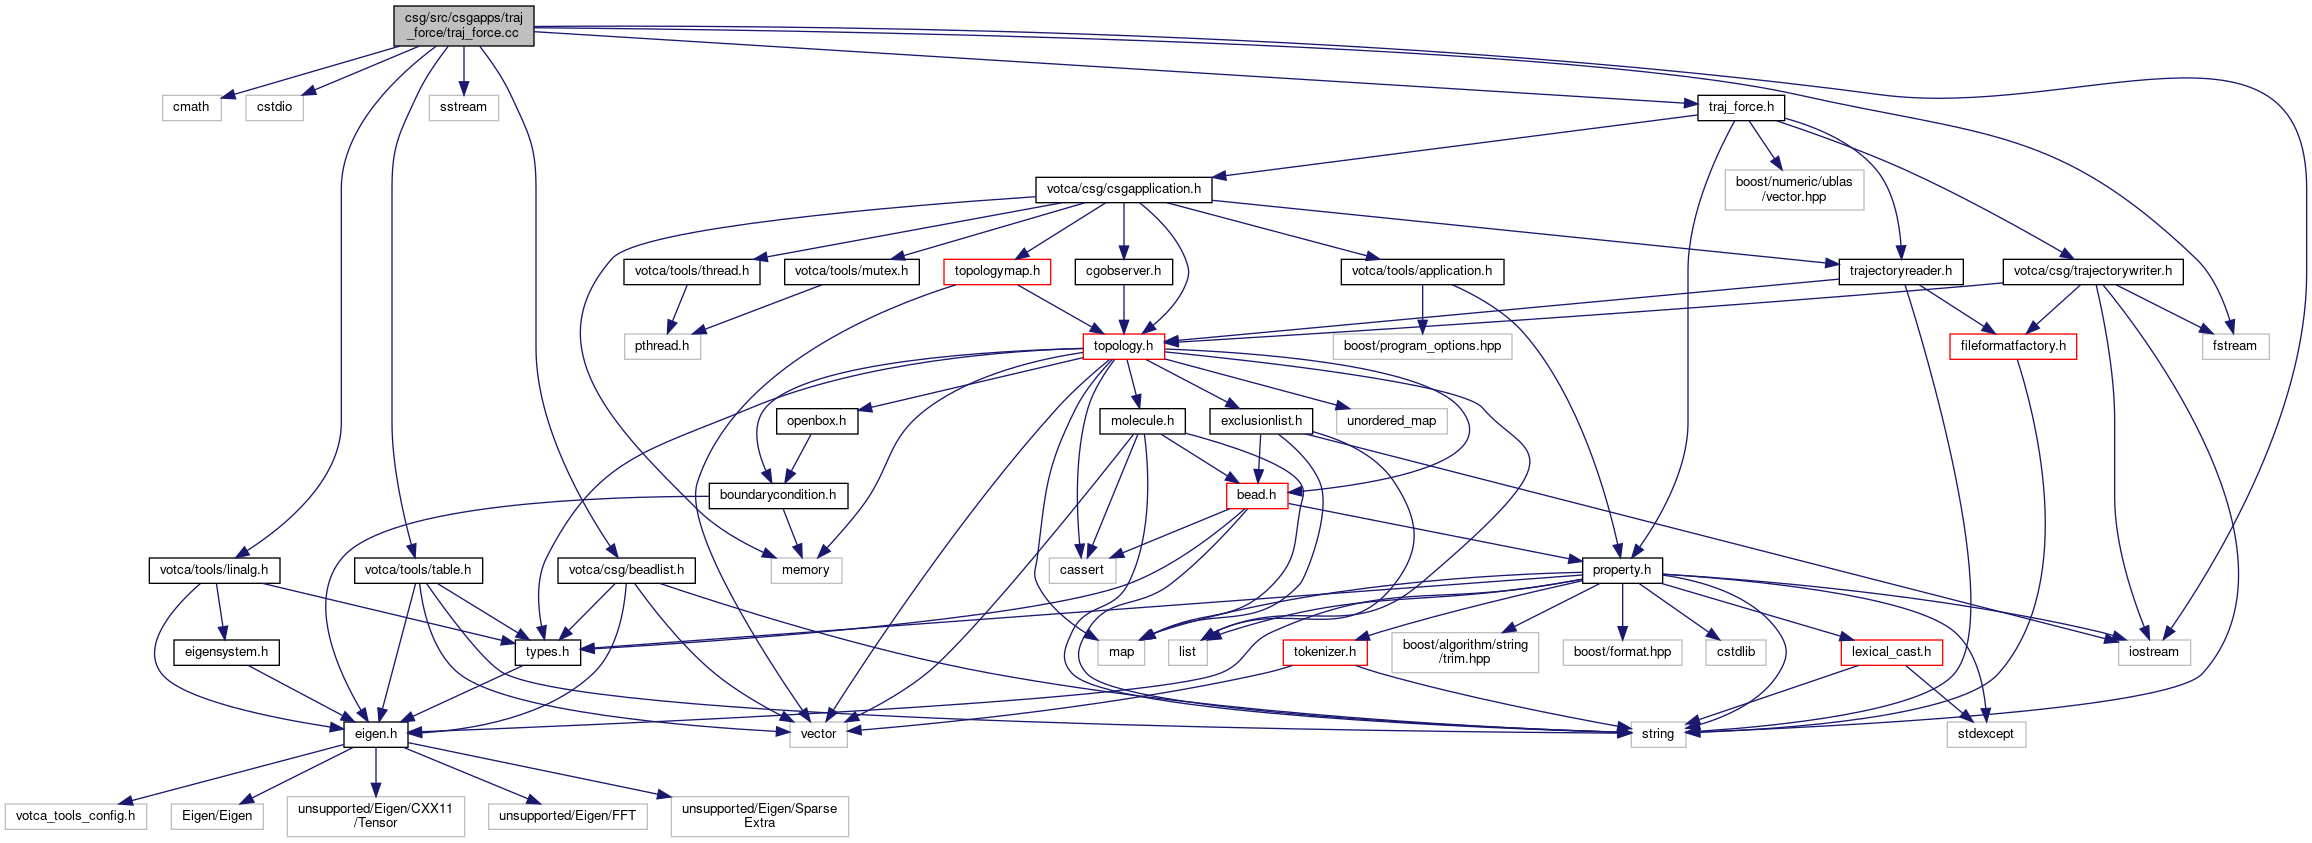 csg/src/csgapps/traj
_force/traj_force.cc
cmath
cstdio
sstream
traj_force.h
votca/csg/csgapplication.h
boost/numeric/ublas
/vector.hpp
votca/tools/thread.h
votca/tools/mutex.h
topologymap.h
cgobserver.h
votca/tools/application.h
trajectoryreader.h
votca/csg/trajectorywriter.h
pthread.h
topology.h
boost/program_options.hpp
fileformatfactory.h
fstream
openbox.h
molecule.h
exclusionlist.h
unordered_map
boundarycondition.h
bead.h
votca/tools/linalg.h
votca/tools/table.h
votca/csg/beadlist.h
memory
cassert
property.h
eigensystem.h
types.h
map
list
tokenizer.h
boost/algorithm/string
/trim.hpp
boost/format.hpp
cstdlib
lexical_cast.h
iostream
eigen.h
vector
string
stdexcept
votca_tools_config.h
Eigen/Eigen
unsupported/Eigen/CXX11
/Tensor
unsupported/Eigen/FFT
unsupported/Eigen/Sparse
Extra